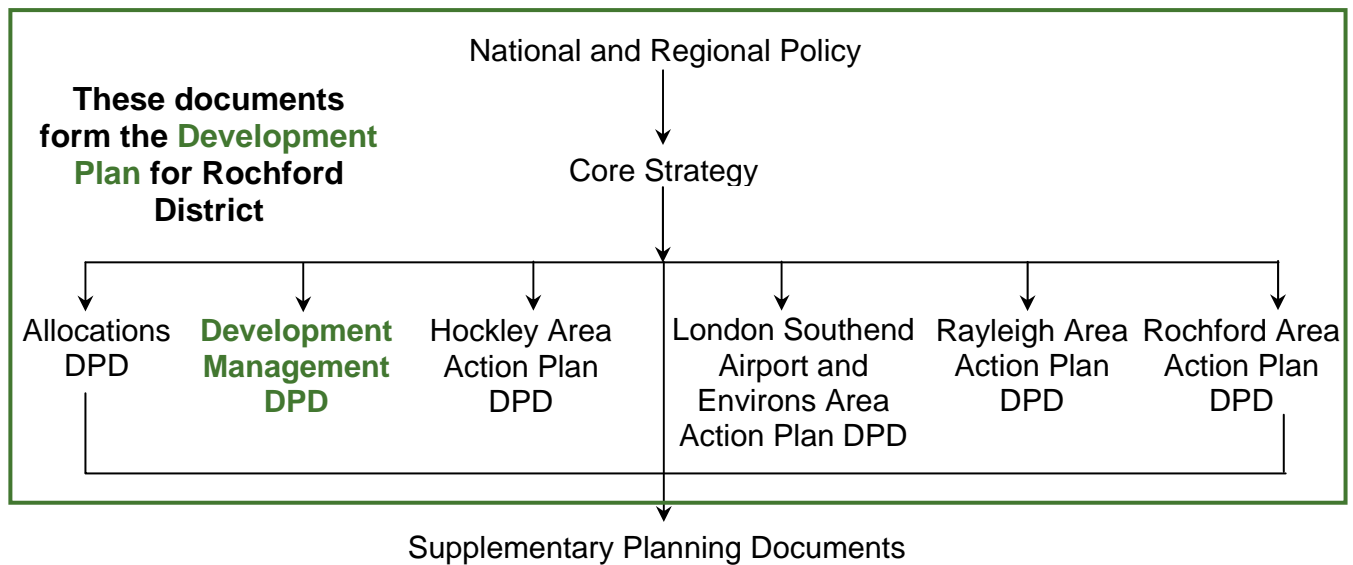 National and Regional Policy
These documents
form the Development
Plan for Rochford
District
Core Strategy
Allocations
DPD
Development
Management
DPD
Hockley Area
Action Plan
DPD
London Southend
Airport and
Environs Area
Action Plan DPD
Rayleigh Area
Action Plan
DPD
Rochford Area
Action Plan
DPD
Supplementary Planning Documents